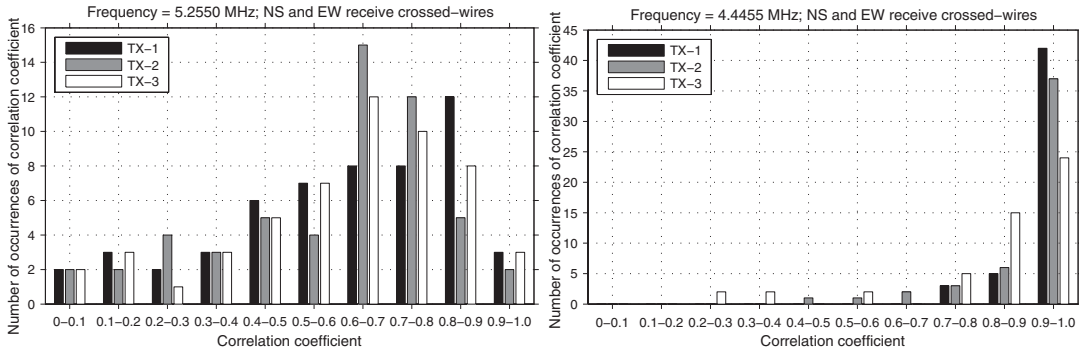 Frequency = 5.2550 MHz; NS and EW receive crossed−wires
Number of occurrences of correlation coefficient
16
14
12
10
8
6
4
2
0
TX−1
TX−2
TX−3
0−0.1 0.1−0.2 0.2−0.3 0.3−0.4 0.4−0.5 0.5−0.6 0.6−0.7 0.7−0.8 0.8−0.9 0.9−1.0
Correlation coefficient
Frequency = 4.4455 MHz; NS and EW receive crossed−wires
Number of occurrences of correlation coefficient
45
40
35
30
25
20
15
10
5
0
TX−1
TX−2
TX−3
0−0.1 0.1−0.2 0.2−0.3 0.3−0.4 0.4−0.5 0.5−0.6 0.6−0.7 0.7−0.8 0.8−0.9 0.9−1.0
Correlation coefficient